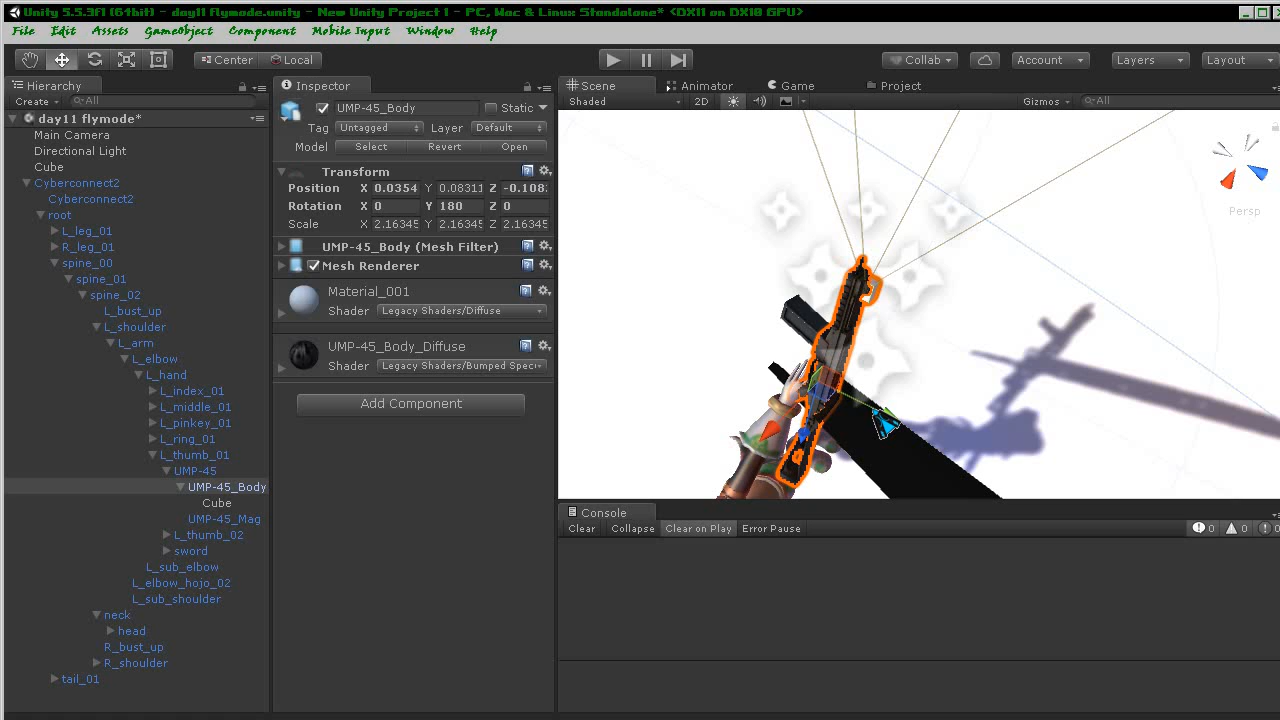 Unity 5.5.3f1 (64bit) - day11 flymode.unity - New Unity Project 1 - PC, Mac & Linux Standalone* <DX11 on DX10 GPU>
File Edit Assets GameObject Component Mobile Input Window Help
Center Local Collab Account Layers Layout
Hierarchy
Create All
day11 flymode*
Main Camera
Directional Light
Cube
Cyberconnect2
Cyberconnect2
root
L_leg_01
R_leg_01
spine_00
spine_01
spine_02
L_bust_up
L_shoulder
L_arm
L_elbow
L_hand
L_index_01
L_middle_01
L_pinkey_01
L_ring_01
L_thumb_01
UMP-45
UMP-45_Body
Cube
UMP-45_Mag
L_thumb_02
sword
L_sub_elbow
L_elbow_hojo_02
L_sub_shoulder
neck
head
R_bust_up
R_shoulder
tail_01
Inspector
UMP-45_Body Static
Tag Untagged Layer Default
Model Select Revert Open
Transform
Position X 0.0354 Y 0.08311 Z -0.108
Rotation X 0 Y 180 Z 0
Scale X 2.16345 Y 2.16345 Z 2.16345
UMP-45_Body (Mesh Filter)
Mesh Renderer
Material_001
Shader Legacy Shaders/Diffuse
UMP-45_Body_Diffuse
Shader Legacy Shaders/Bumped Spec
Add Component
Scene Animator Game Project
Shaded 2D Gizmos All
Persp
Console
Clear Collapse Clear on Play Error Pause 0 0 0